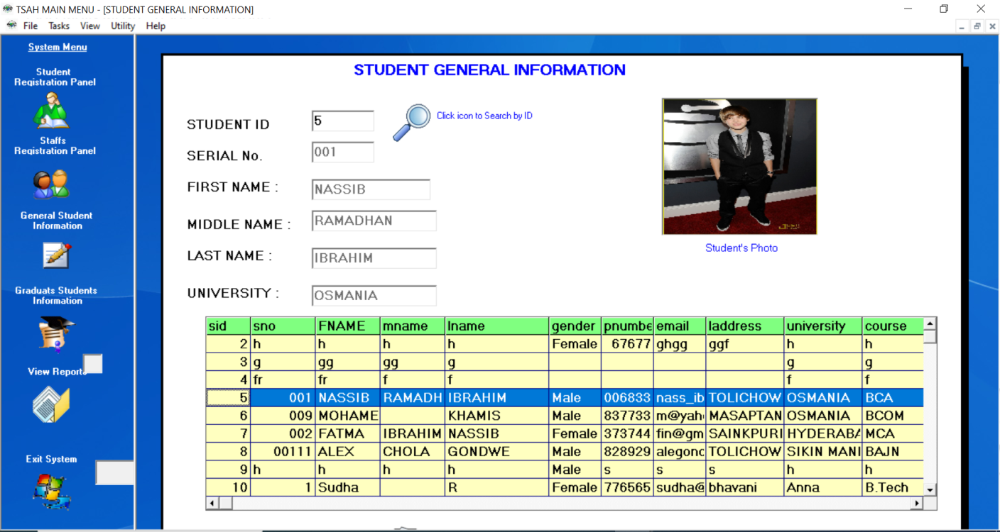 TSAH MAIN MENU - [STUDENT GENERAL INFORMATION]
File Tasks View Utility Help
System Menu
Student
Registration Panel
Staffs
Registration Panel
General Student
Information
Graduats Students
Information
View Reports
Exit System
STUDENT GENERAL INFORMATION
STUDENT ID 5 Click icon to Search by ID
SERIAL No. 001
FIRST NAME : NASSIB
MIDDLE NAME : RAMADHAN
LAST NAME : IBRAHIM
UNIVERSITY : OSMANIA
Student's Photo
sid sno FNAME mname lname gender pnumbe email laddress university course
2 h h h h Female 67677 ghgg ggf h h
3 g gg gg g g g
4 fr fr f f f f
5 001 NASSIB RAMADH IBRAHIM Male 006833 nass_ib TOLICHOW OSMANIA BCA
6 009 MOHAME KHAMIS Male 837733 m@yah MASAPTAN OSMANIA BCOM
7 002 FATMA IBRAHIM NASSIB Female 373744 fin@gm SAINKPURI HYDERABA MCA
8 00111 ALEX CHOLA GONDWE Male 828929 alegonc TOLICHOW SIKIN MANI BAJN
9 h h h h Male s s s h h
10 1 Sudha R Female 776565 sudha@ bhavani Anna B.Tech